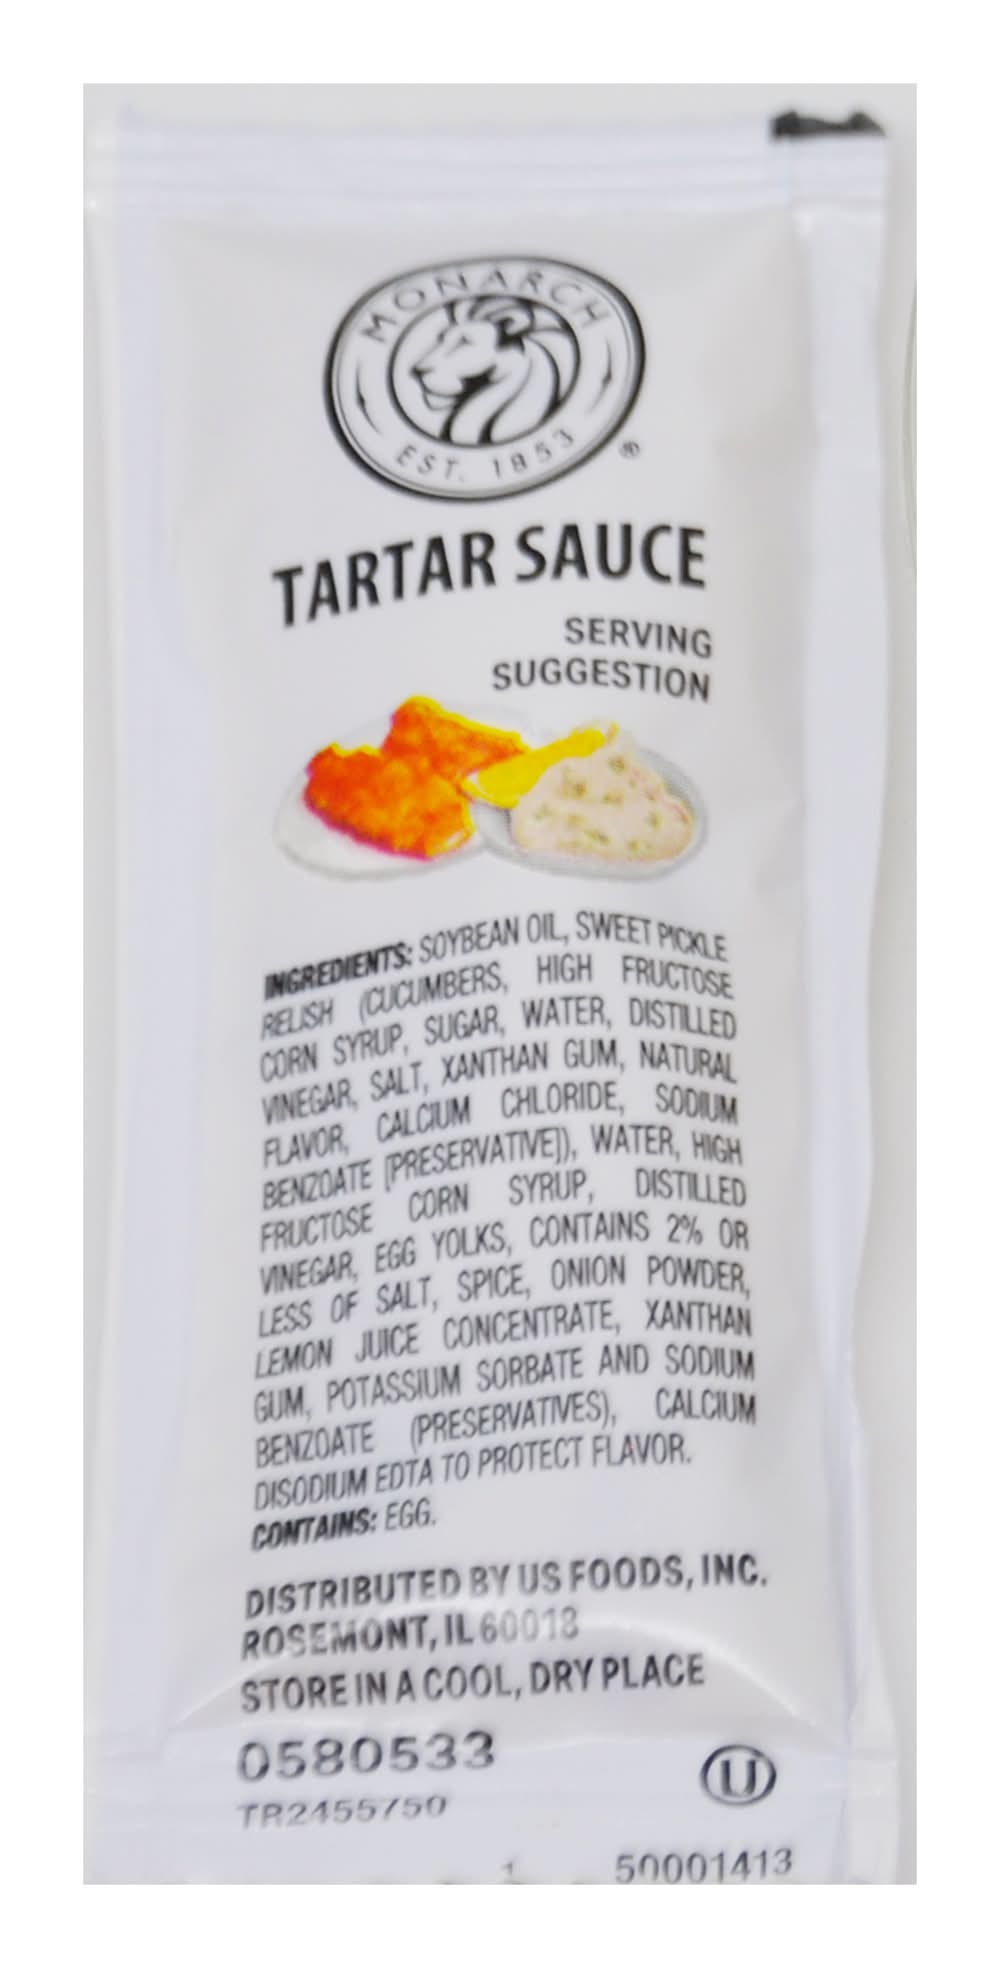 MONARCH
EST. 1853
®
TARTAR SAUCE
SERVING
SUGGESTION
INGREDIENTS: SOYBEAN OIL, SWEET PICKLE
RELISH (CUCUMBERS, HIGH FRUCTOSE
CORN SYRUP, SUGAR, WATER, DISTILLED
VINEGAR, SALT, XANTHAN GUM, NATURAL
FLAVOR, CALCIUM CHLORIDE, SODIUM
BENZOATE [PRESERVATIVE]), WATER, HIGH
FRUCTOSE CORN SYRUP, DISTILLED
VINEGAR, EGG YOLKS, CONTAINS 2% OR
LESS OF SALT, SPICE, ONION POWDER,
LEMON JUICE CONCENTRATE, XANTHAN
GUM, POTASSIUM SORBATE AND SODIUM
BENZOATE (PRESERVATIVES), CALCIUM
DISODIUM EDTA TO PROTECT FLAVOR.
CONTAINS: EGG.
DISTRIBUTED BY US FOODS, INC.
ROSEMONT, IL 60018
STORE IN A COOL, DRY PLACE
0580533
U
TR2455750
50001413